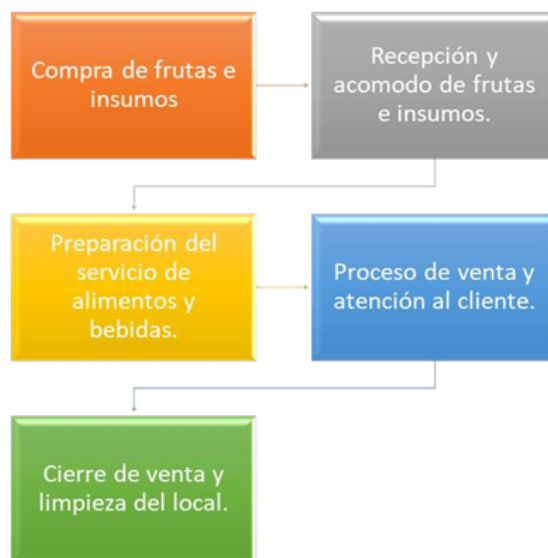 Compra de frutas e
insumos
Recepción y
acomodo de frutas
e insumos.
Preparación del
servicio de
alimentos y
bebidas.
Proceso de venta y
atención al cliente.
Cierre de venta y
limpieza del local.